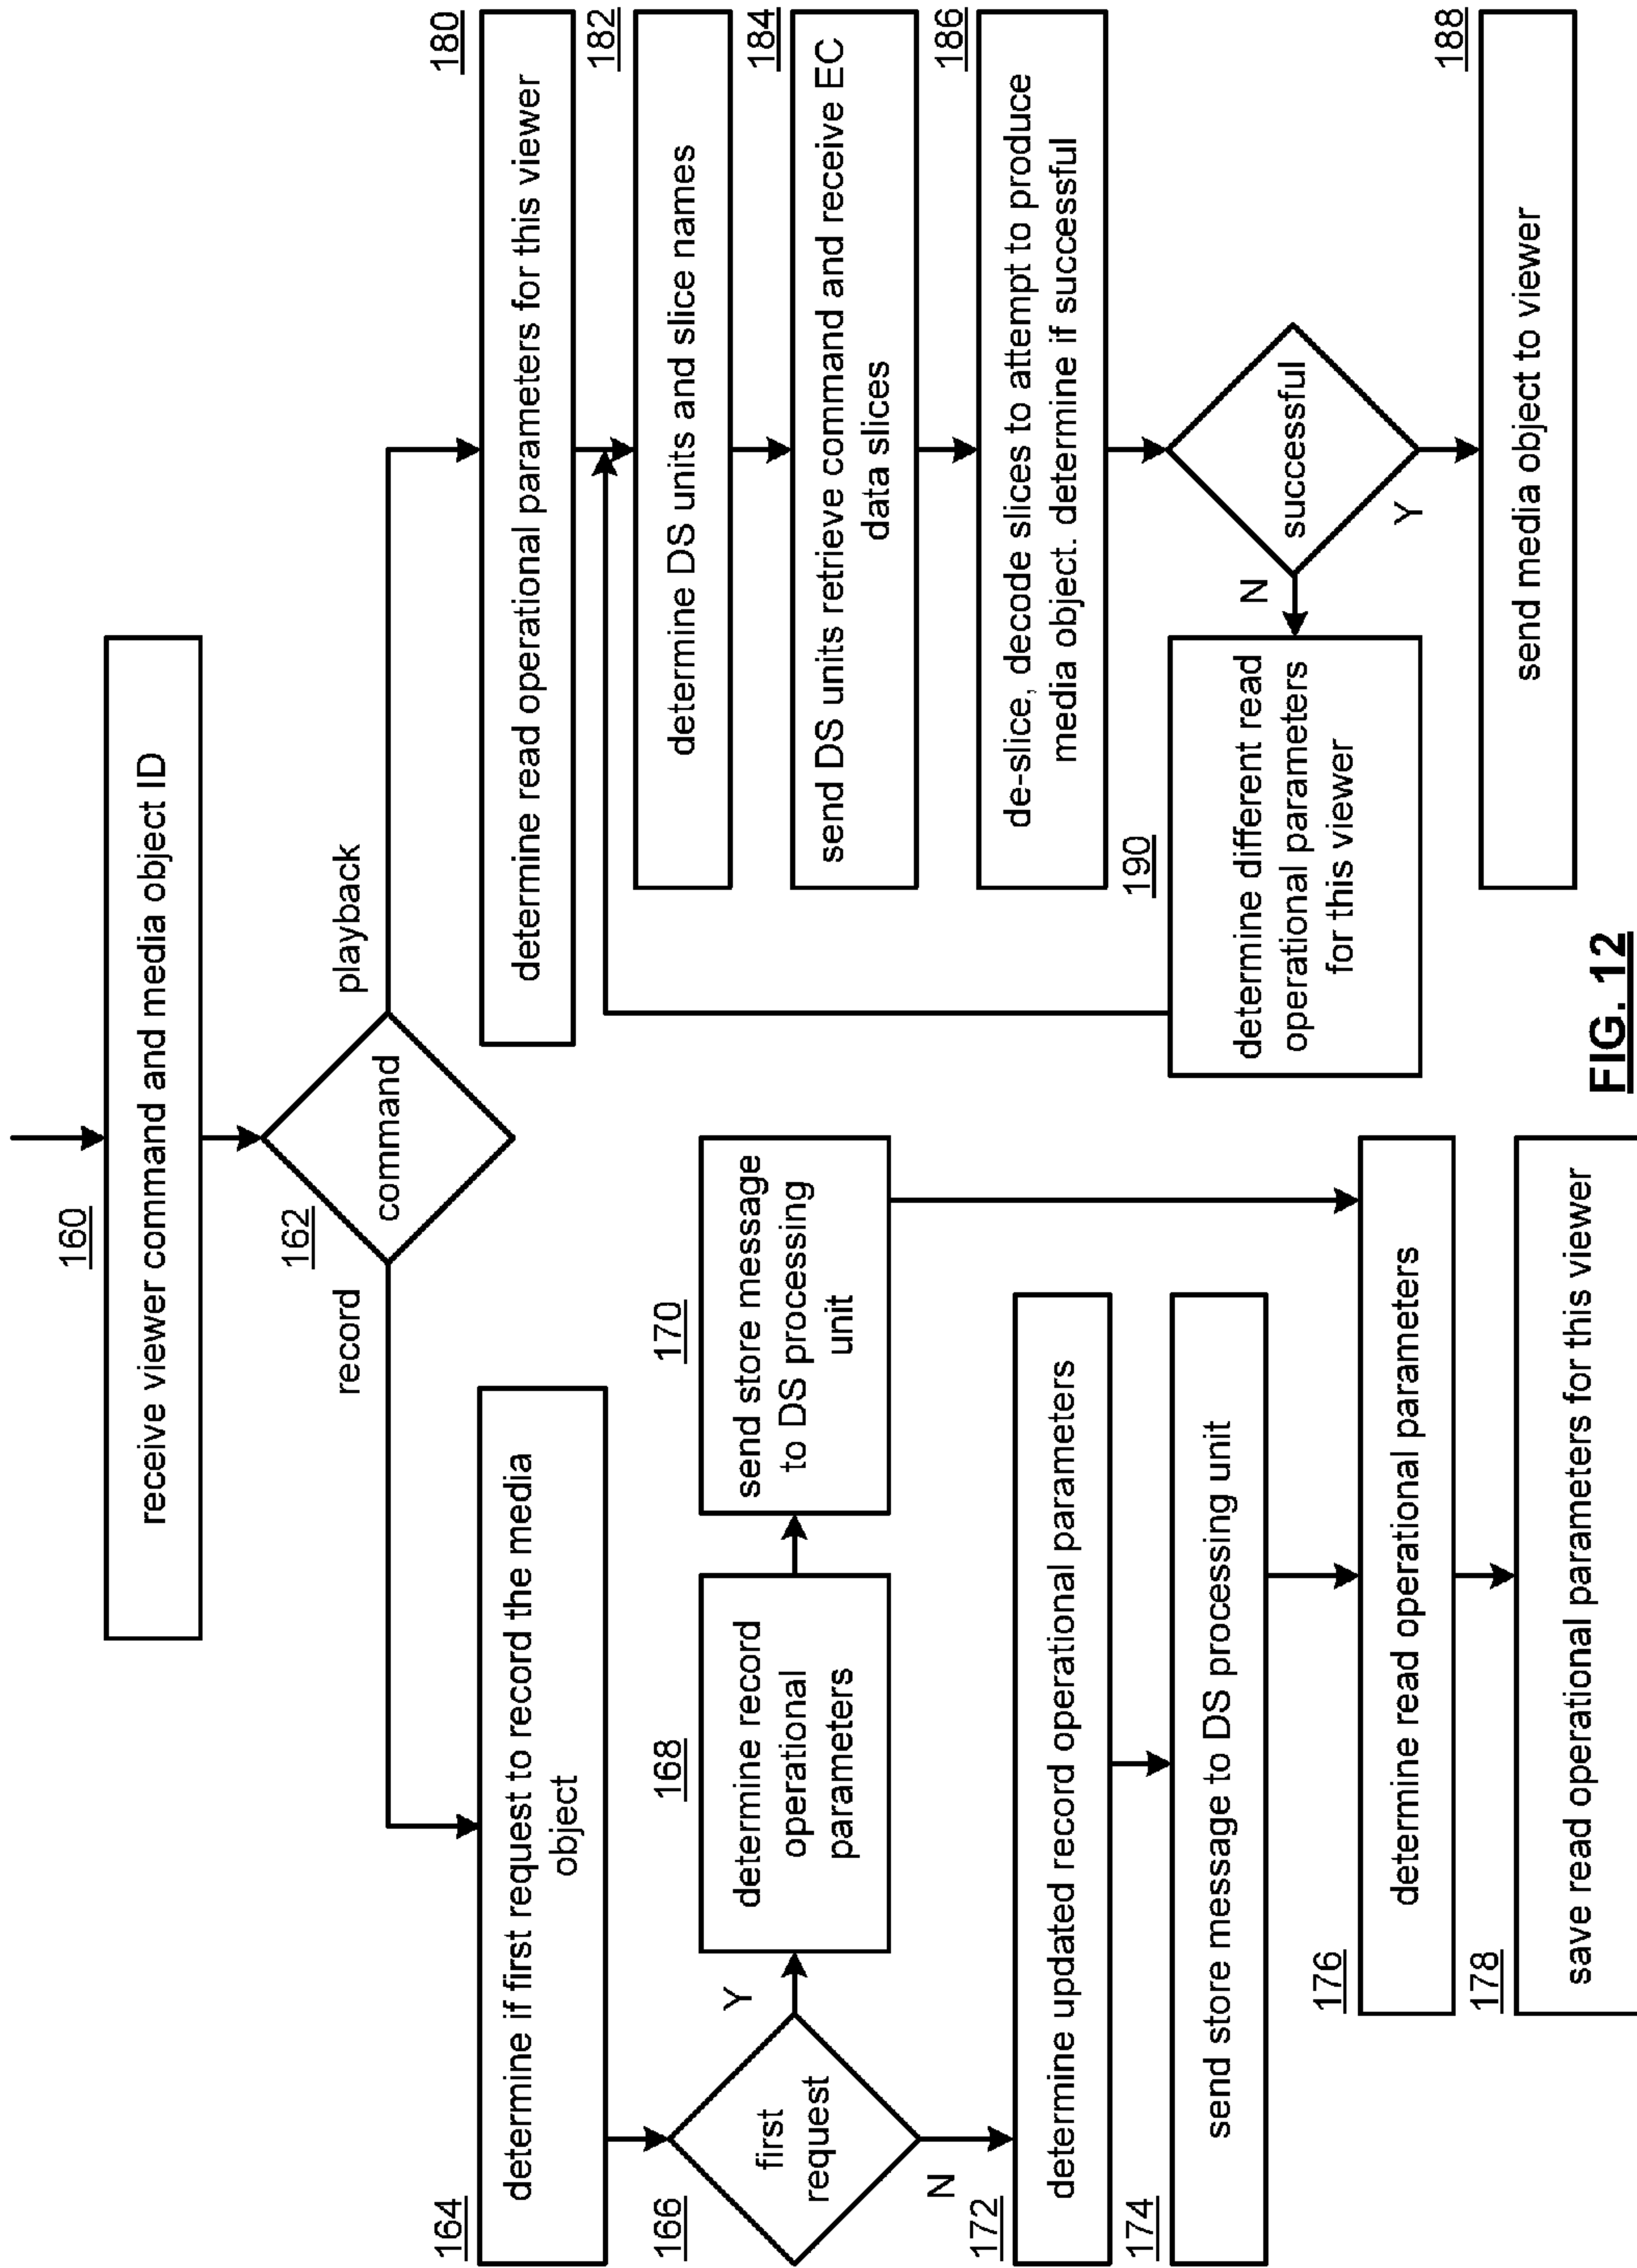 160
receive viewer command and media object ID
162
command
record
playback
164
determine if first request to record the media
object
166
first
request
Y
N
168
determine record
operational
parameters
170
send store message
to DS processing
unit
172
determine updated record operational parameters
174
send store message to DS processing unit
176
determine read operational parameters
178
save read operational parameters for this viewer
180
determine read operational parameters for this viewer
182
determine DS units and slice names
184
send DS units retrieve command and receive EC
data slices
186
de-slice, decode slices to attempt to produce
media object. determine if successful
successful
N
Y
190
determine different read
operational parameters
for this viewer
188
send media object to viewer
FIG. 12